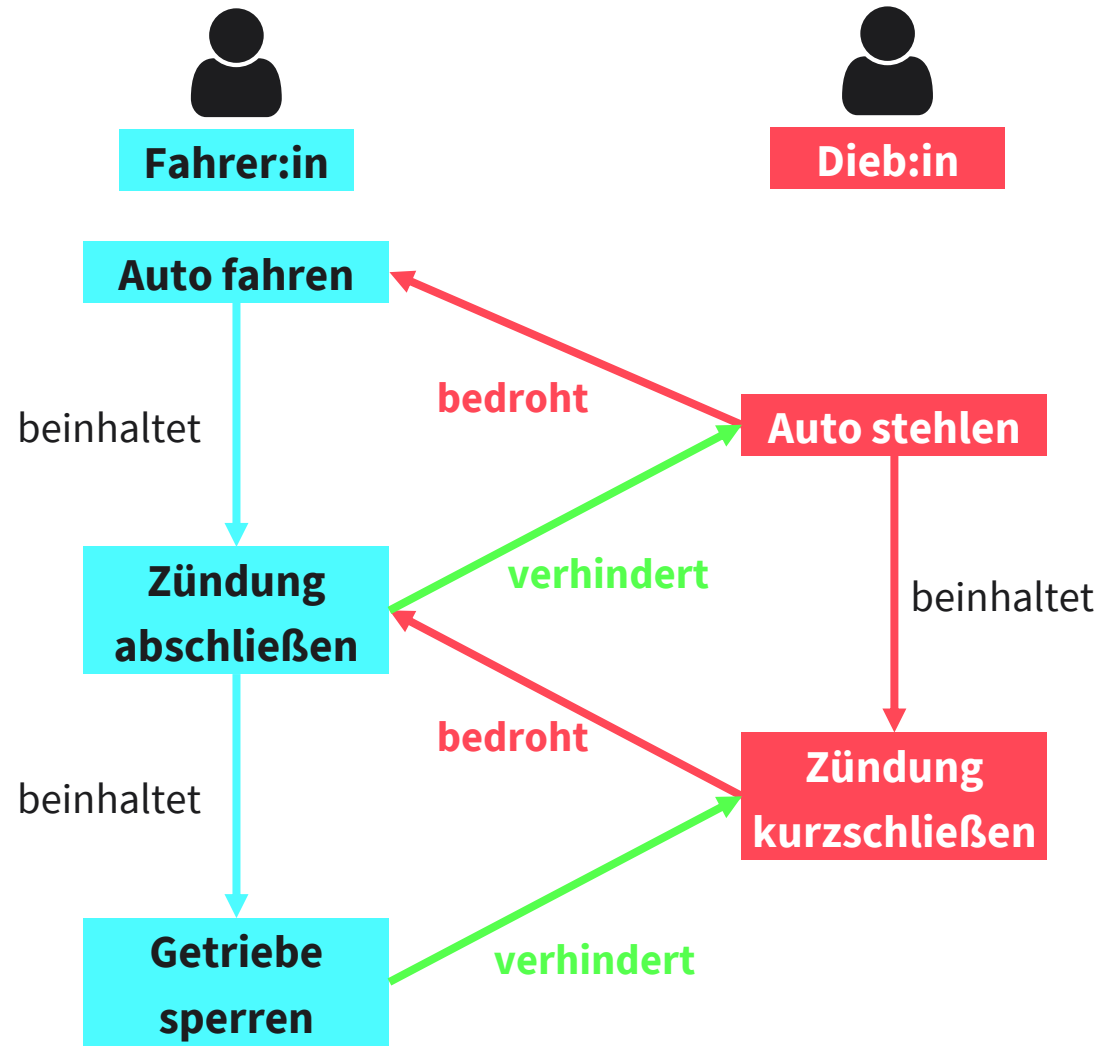 Fahrer:in
Dieb:in
Auto fahren
bedroht
Auto stehlen
beinhaltet
verhindert
Zündung
abschließen
beinhaltet
bedroht
Zündung
kurzschließen
beinhaltet
Getriebe
sperren
verhindert